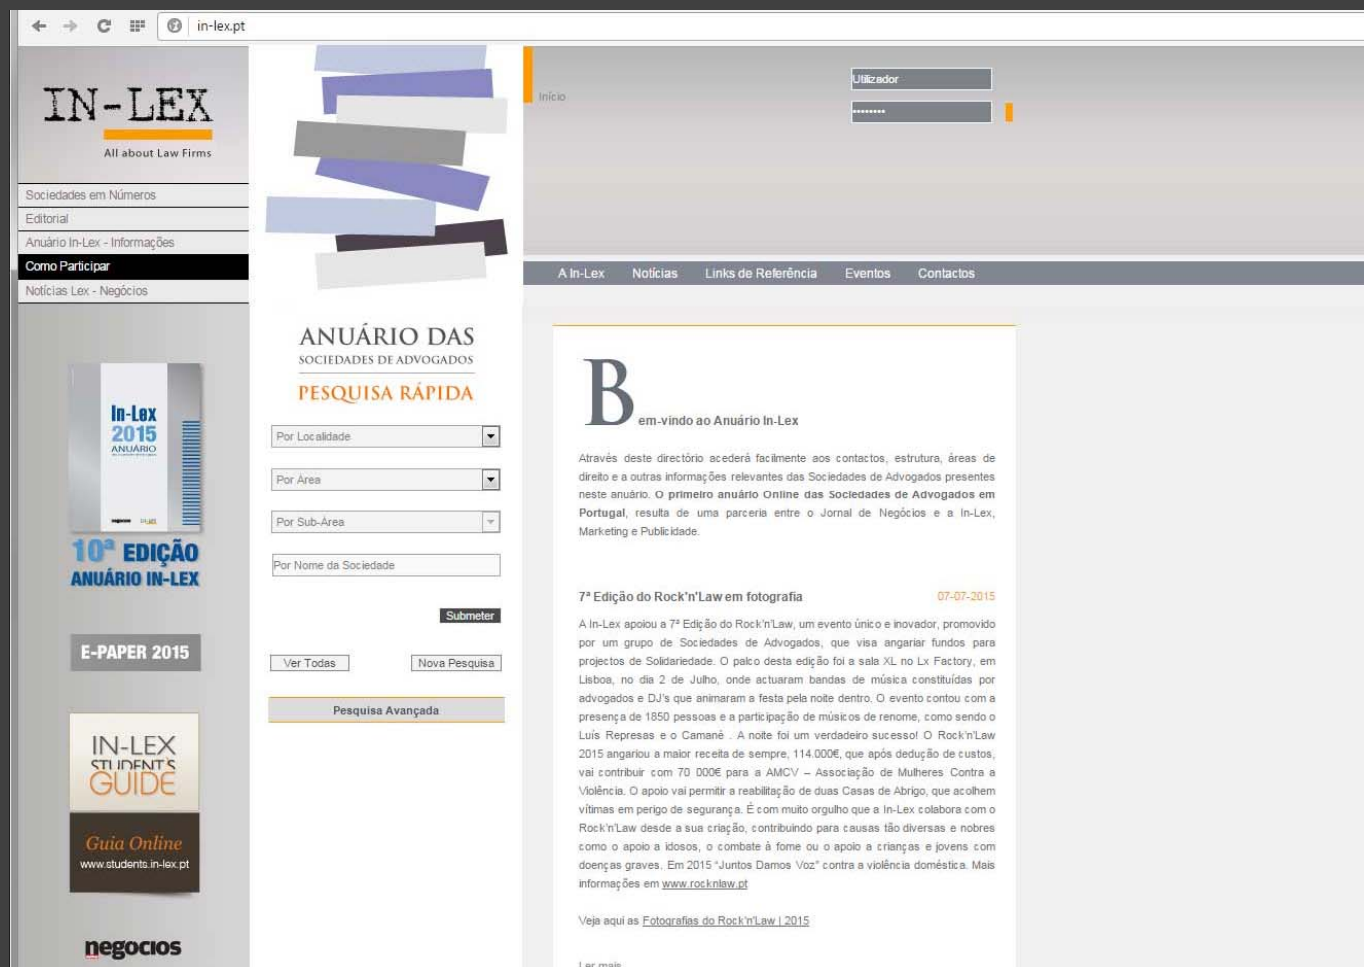 in-lex.pt
IN-LEX
All about Law Firms
Sociedades em Números
Editorial
Anuário In-Lex - Informações
Como Participar
Notícias Lex - Negócios
In-Lex
2015
ANUÁRIO
negocios
10ª EDIÇÃO
ANUÁRIO IN-LEX
E-PAPER 2015
IN-LEX
STUDENT'S
GUIDE
Guia Online
www.students.in-lex.pt
negocios
ANUÁRIO DAS
SOCIEDADES DE ADVOGADOS
PESQUISA RÁPIDA
Por Localidade
Por Área
Por Sub-Área
Por Nome da Sociedade
Submeter
Ver Todas
Nova Pesquisa
Pesquisa Avançada
Início
Utilizador
••••••••
A In-Lex Notícias Links de Referência Eventos Contactos
Bem-vindo ao Anuário In-Lex
Através deste directório acederá facilmente aos contactos, estrutura, áreas de
direito e a outras informações relevantes das Sociedades de Advogados presentes
neste anuário. O primeiro anuário Online das Sociedades de Advogados em
Portugal, resulta de uma parceria entre o Jornal de Negócios e a In-Lex,
Marketing e Publicidade.
7ª Edição do Rock'n'Law em fotografia 07-07-2015
A In-Lex apoiou a 7ª Edição do Rock'n'Law, um evento único e inovador, promovido
por um grupo de Sociedades de Advogados, que visa angariar fundos para
projectos de Solidariedade. O palco desta edição foi a sala XL no Lx Factory, em
Lisboa, no dia 2 de Julho, onde actuaram bandas de música constituídas por
advogados e DJ's que animaram a festa pela noite dentro. O evento contou com a
presença de 1850 pessoas e a participação de músicos de renome, como sendo o
Luís Represas e o Camané . A noite foi um verdadeiro sucesso! O Rock'n'Law
2015 angariou a maior receita de sempre, 114.000€, que após dedução de custos,
vai contribuir com 70 000€ para a AMCV – Associação de Mulheres Contra a
Violência. O apoio vai permitir a reabilitação de duas Casas de Abrigo, que acolhem
vítimas em perigo de segurança. É com muito orgulho que a In-Lex colabora com o
Rock'n'Law desde a sua criação, contribuindo para causas tão diversas e nobres
como o apoio a idosos, o combate à fome ou o apoio a crianças e jovens com
doenças graves. Em 2015 “Juntos Damos Voz” contra a violência doméstica. Mais
informações em www.rocknlaw.pt
Veja aqui as Fotografias do Rock'n'Law | 2015
Ler mais